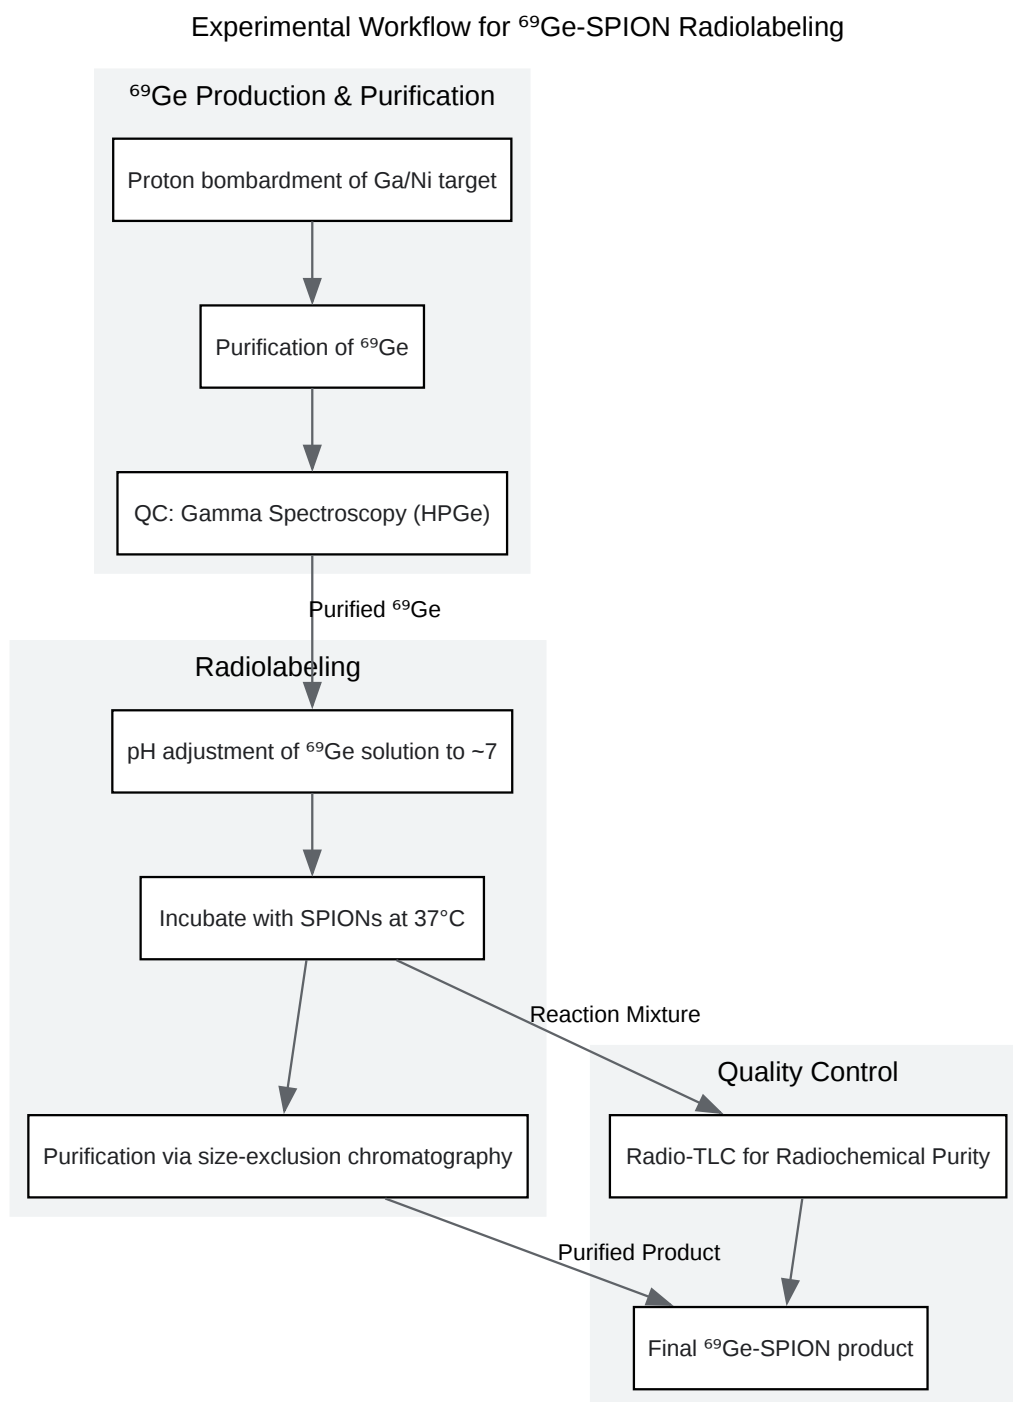 Experimental Workflow for ⁶⁹Ge-SPION Radiolabeling
⁶⁹Ge Production & Purification
Proton bombardment of Ga/Ni target
Purification of ⁶⁹Ge
QC: Gamma Spectroscopy (HPGe)
Purified ⁶⁹Ge
Radiolabeling
pH adjustment of ⁶⁹Ge solution to ~7
Incubate with SPIONs at 37°C
Reaction Mixture
Quality Control
Purification via size-exclusion chromatography
Radio-TLC for Radiochemical Purity
Purified Product
Final ⁶⁹Ge-SPION product